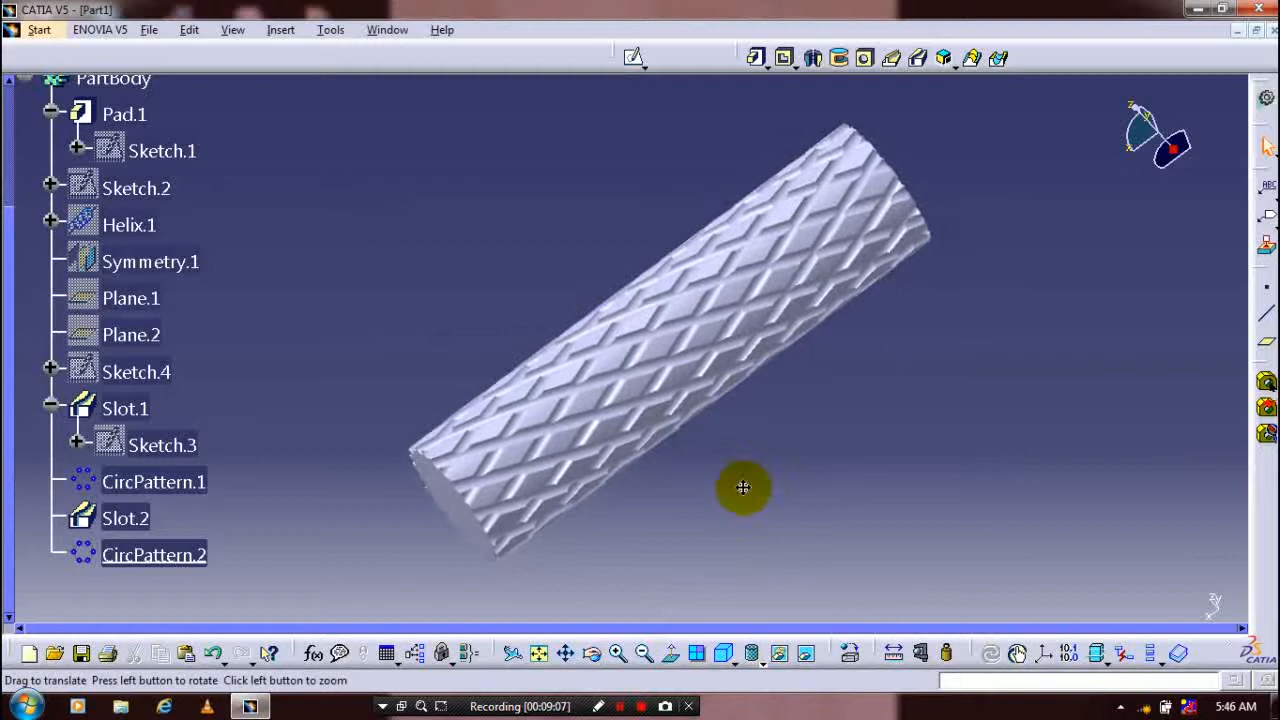 CATIA V5 - [Part1]
Start ENOVIA V5 File Edit View Insert Tools Window Help
PartBody
Pad.1
Sketch.1
Sketch.2
Helix.1
Symmetry.1
Plane.1
Plane.2
Sketch.4
Slot.1
Sketch.3
CircPattern.1
Slot.2
CircPattern.2
Drag to translate Press left button to rotate Click left button to zoom
Recording [00:09:07]
5:46 AM